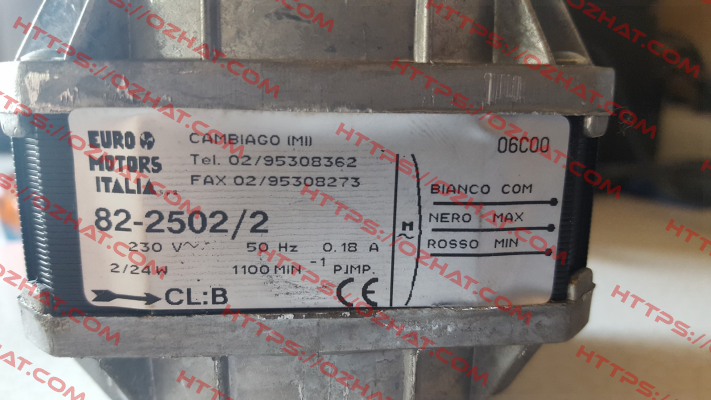 EURO MOTORS ITALIA...
CAMBIAGO (MI)
Tel. 02/95308362
FAX 02/95308273
06C00
82-2502/2
230 V~ 50 Hz 0.18 A
2/24W 1100 MIN -1 P.IMP.
CL:B
CE
M
~
BIANCO COM
NERO MAX
ROSSO MIN
HTTPS://OZHAT.COM